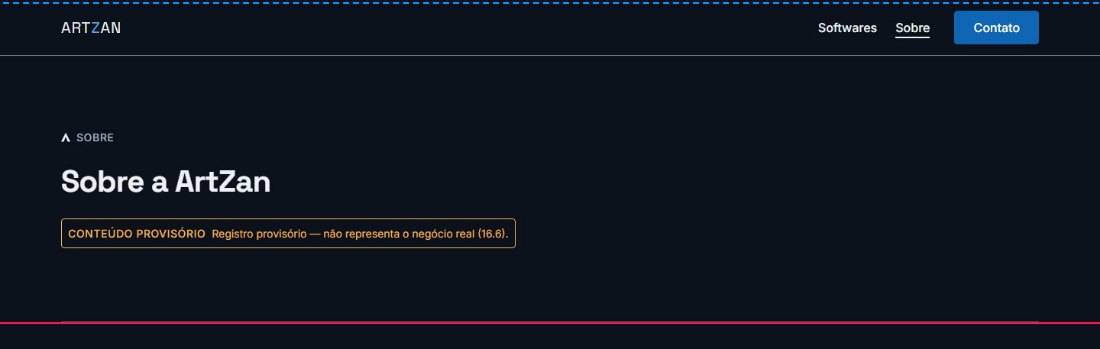 ARTZAN
Softwares Sobre Contato
SOBRE
Sobre a ArtZan
CONTEÚDO PROVISÓRIO Registro provisório — não representa o negócio real (16.6).